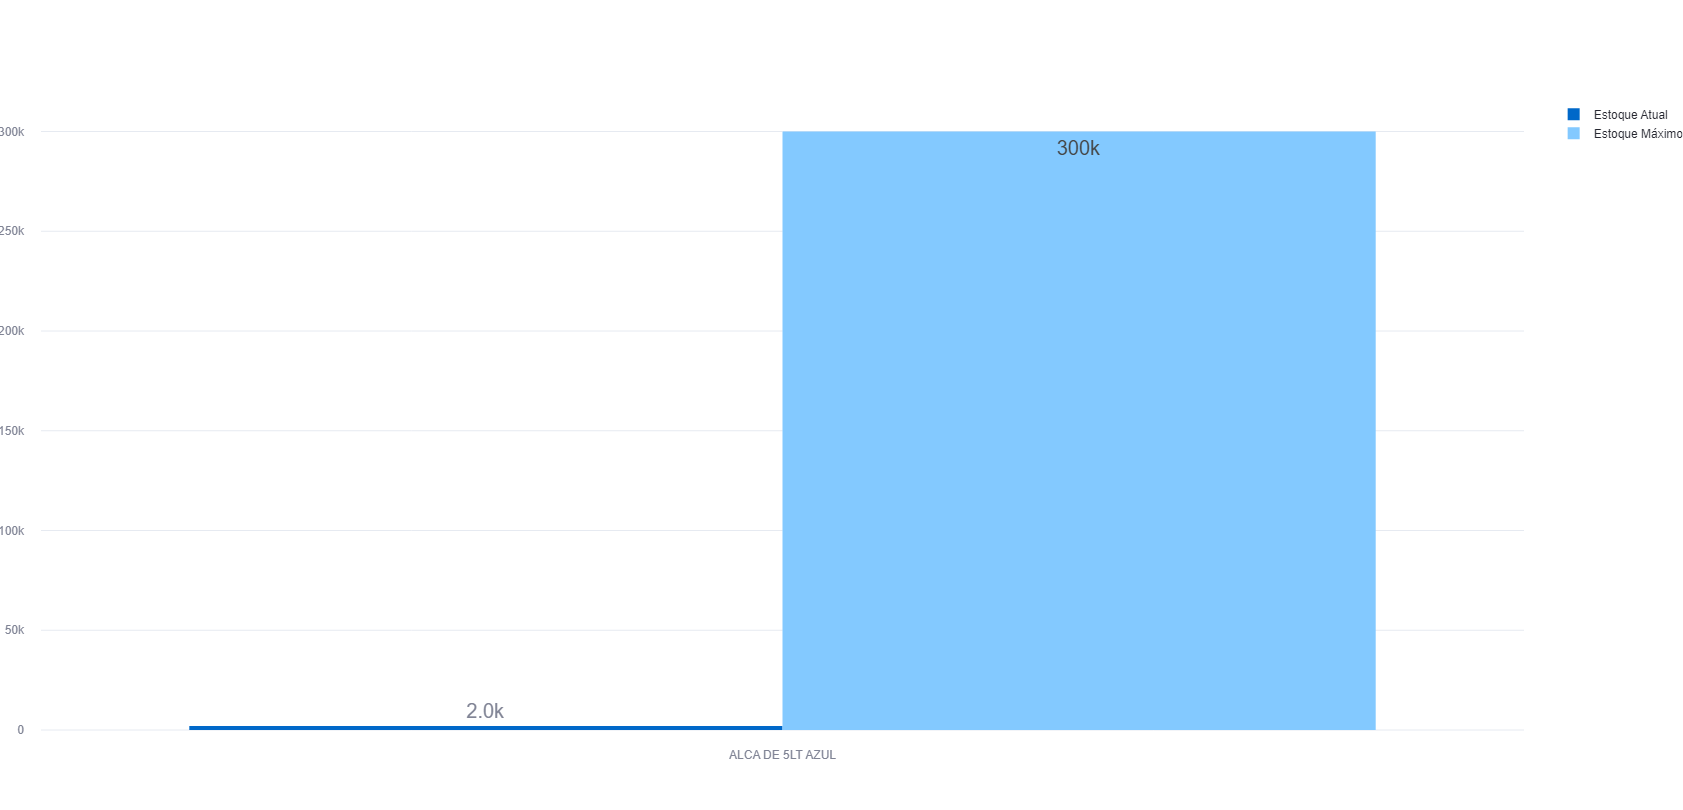 Estoque Atual
Estoque Máximo
300k
300k
250k
200k
150k
100k
50k
2.0k
0
ALCA DE 5LT AZUL